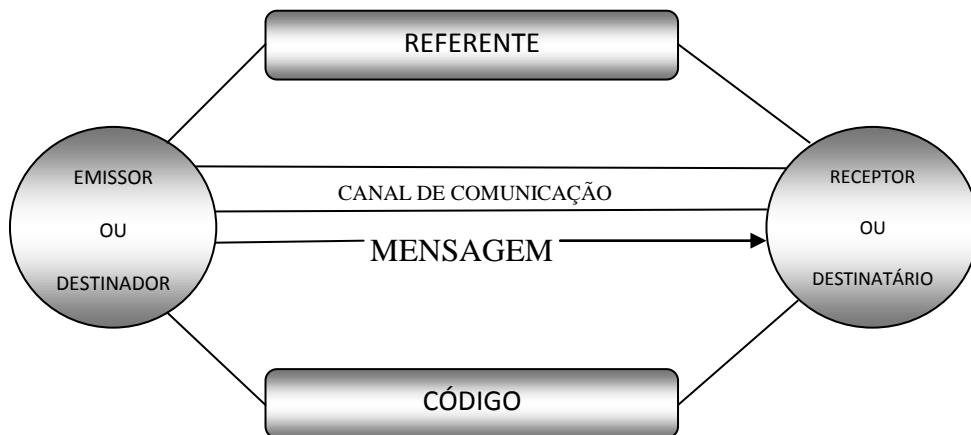 REFERENTE
EMISSOR
OU
DESTINADOR
CANAL DE COMUNICAÇÃO
MENSAGEM
RECEPTOR
OU
DESTINATÁRIO
CÓDIGO